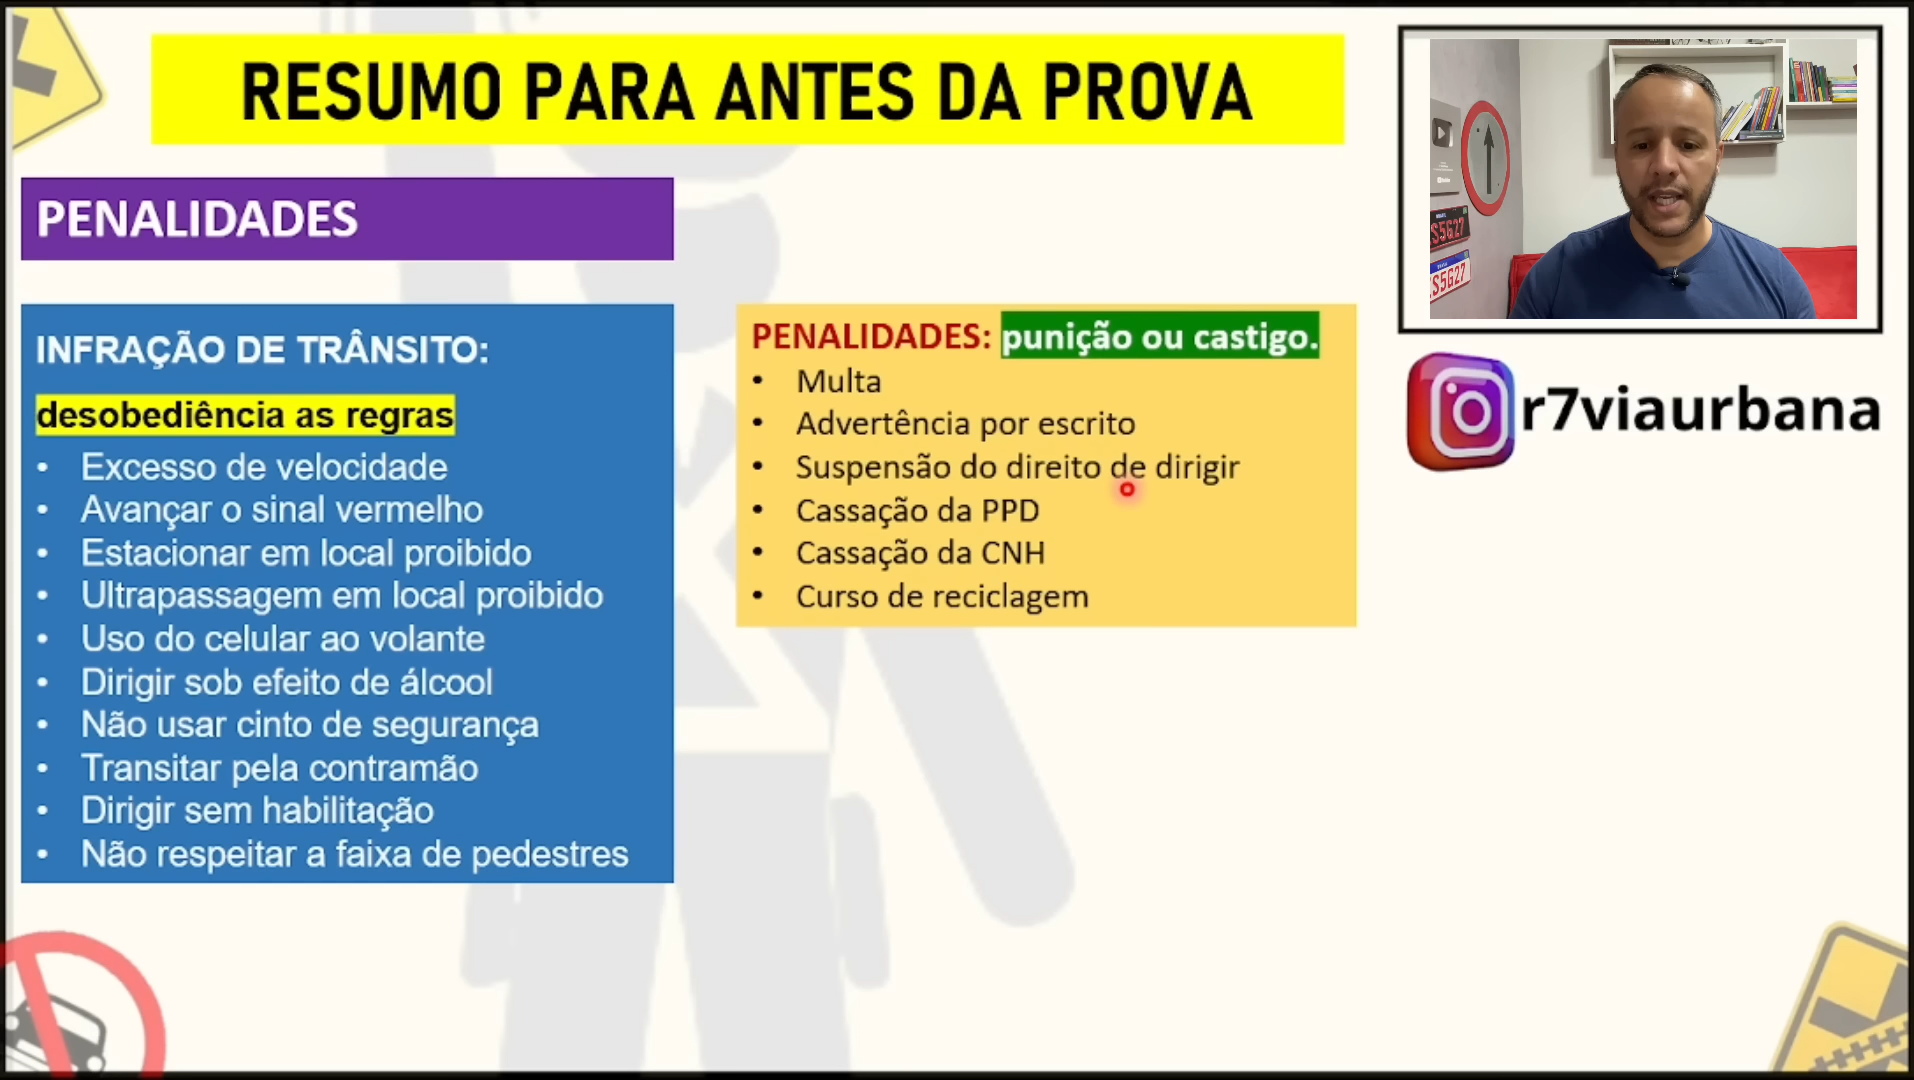 RESUMO PARA ANTES DA PROVA
PENALIDADES
INFRAÇÃO DE TRÂNSITO:
desobediência as regras
• Excesso de velocidade
• Avançar o sinal vermelho
• Estacionar em local proibido
• Ultrapassagem em local proibido
• Uso do celular ao volante
• Dirigir sob efeito de álcool
• Não usar cinto de segurança
• Transitar pela contramão
• Dirigir sem habilitação
• Não respeitar a faixa de pedestres
PENALIDADES: punição ou castigo.
• Multa
• Advertência por escrito
• Suspensão do direito de dirigir
• Cassação da PPD
• Cassação da CNH
• Curso de reciclagem
S5G27
S5G27
r7viaurbana